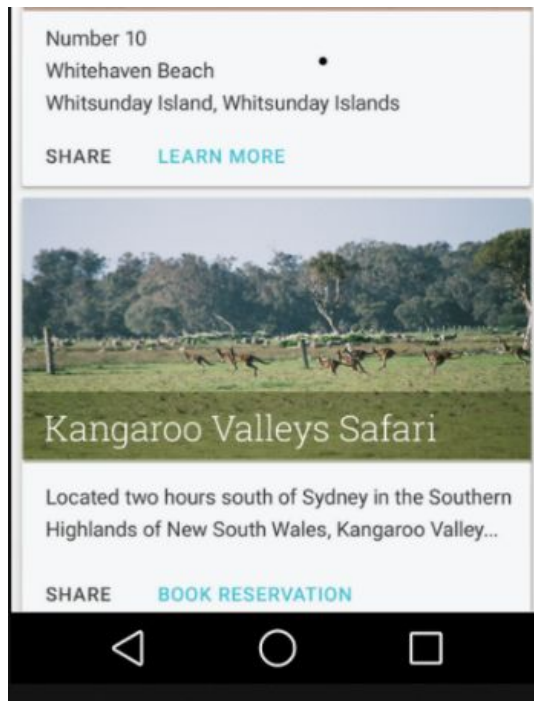 Number 10
Whitehaven Beach
Whitsunday Island, Whitsunday Islands
SHARE LEARN MORE
Kangaroo Valleys Safari
Located two hours south of Sydney in the Southern
Highlands of New South Wales, Kangaroo Valley...
SHARE BOOK RESERVATION